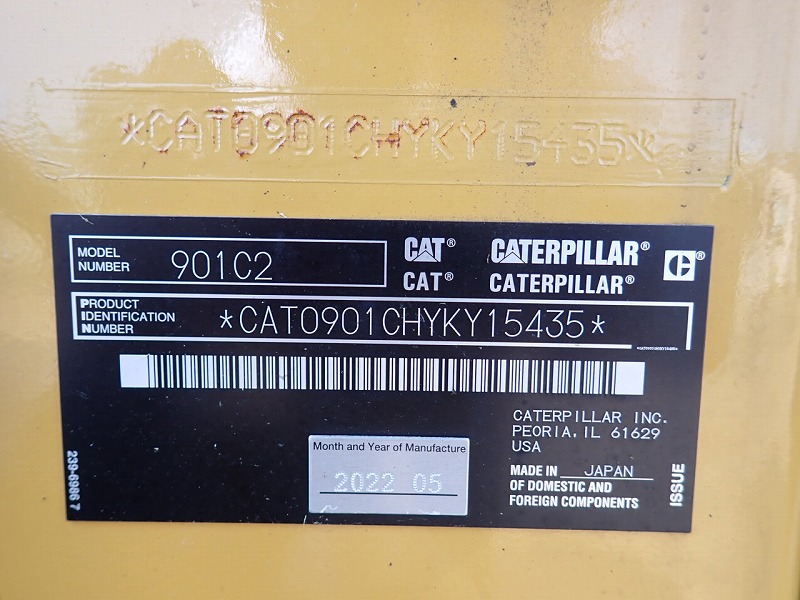 *CAT0901CHYKY15435*
MODEL NUMBER 901C2
CAT® CATERPILLAR® C®
CAT® CATERPILLAR®
PRODUCT IDENTIFICATION NUMBER *CAT0901CHYKY15435*
*CAT0901CHYKY15435*
CATERPILLAR INC.
PEORIA,IL 61629
USA
Month and Year of Manufacture
2022 05
MADE IN JAPAN
OF DOMESTIC AND
FOREIGN COMPONENTS
239-6986 7
ISSUE